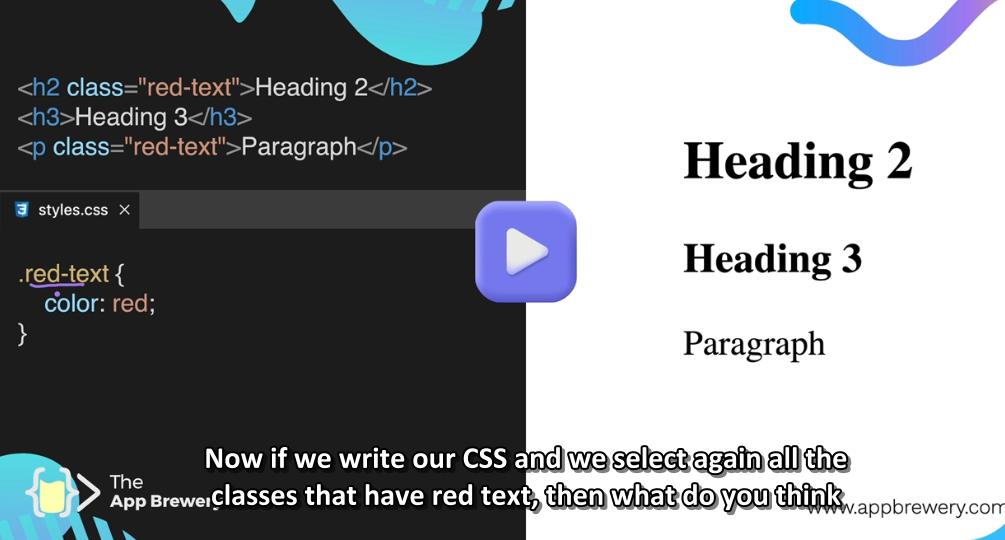 <h2 class="red-text">Heading 2</h2>
<h3>Heading 3</h3>
<p class="red-text">Paragraph</p>
styles.css ×
.red-text {
color: red;
}
Heading 2
Heading 3
Paragraph
Now if we write our CSS and we select again all the
classes that have red text, then what do you think
The
App Brewery
www.appbrewery.com